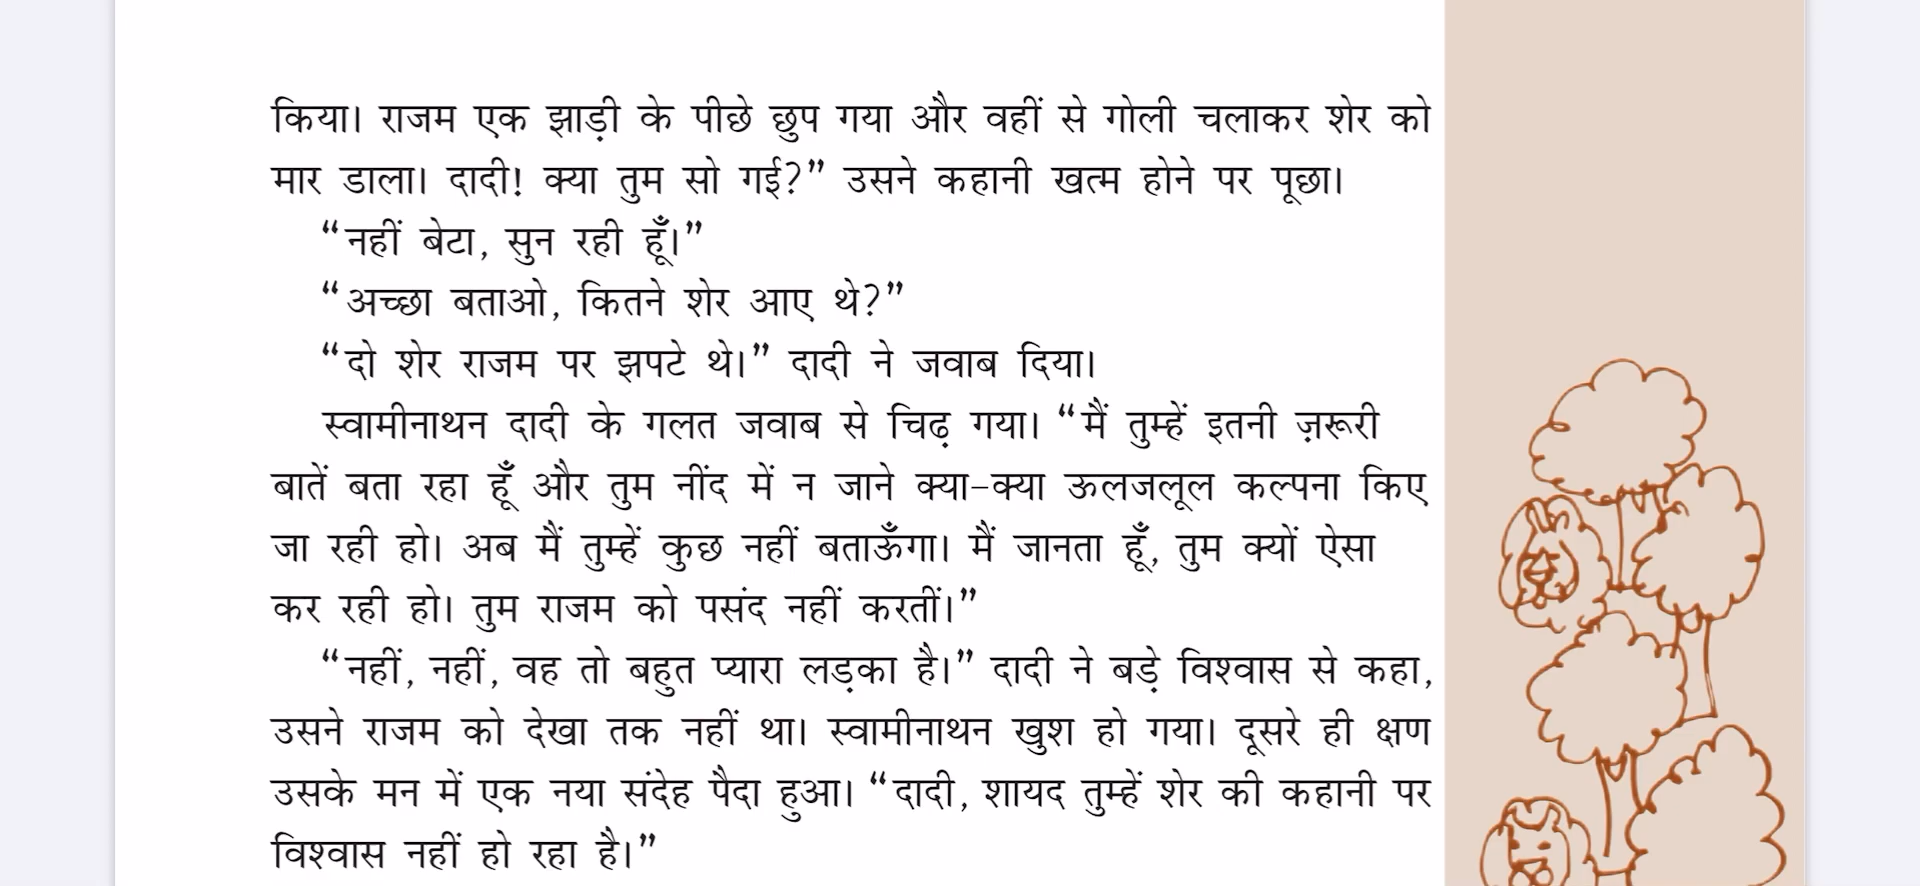 किया। राजम एक झाड़ी के पीछे छुप गया और वहीं से गोली चलाकर शेर को
मार डाला। दादी! क्या तुम सो गई?” उसने कहानी खत्म होने पर पूछा।
“नहीं बेटा, सुन रही हूँ।”
“अच्छा बताओ, कितने शेर आए थे?”
“दो शेर राजम पर झपटे थे।” दादी ने जवाब दिया।
स्वामीनाथन दादी के गलत जवाब से चिढ़ गया। “मैं तुम्हें इतनी ज़रूरी
बातें बता रहा हूँ और तुम नींद में न जाने क्या-क्या ऊलजलूल कल्पना किए
जा रही हो। अब मैं तुम्हें कुछ नहीं बताऊँगा। मैं जानता हूँ, तुम क्यों ऐसा
कर रही हो। तुम राजम को पसंद नहीं करतीं।”
“नहीं, नहीं, वह तो बहुत प्यारा लड़का है।” दादी ने बड़े विश्वास से कहा,
उसने राजम को देखा तक नहीं था। स्वामीनाथन खुश हो गया। दूसरे ही क्षण
उसके मन में एक नया संदेह पैदा हुआ। “दादी, शायद तुम्हें शेर की कहानी पर
विश्वास नहीं हो रहा है।”